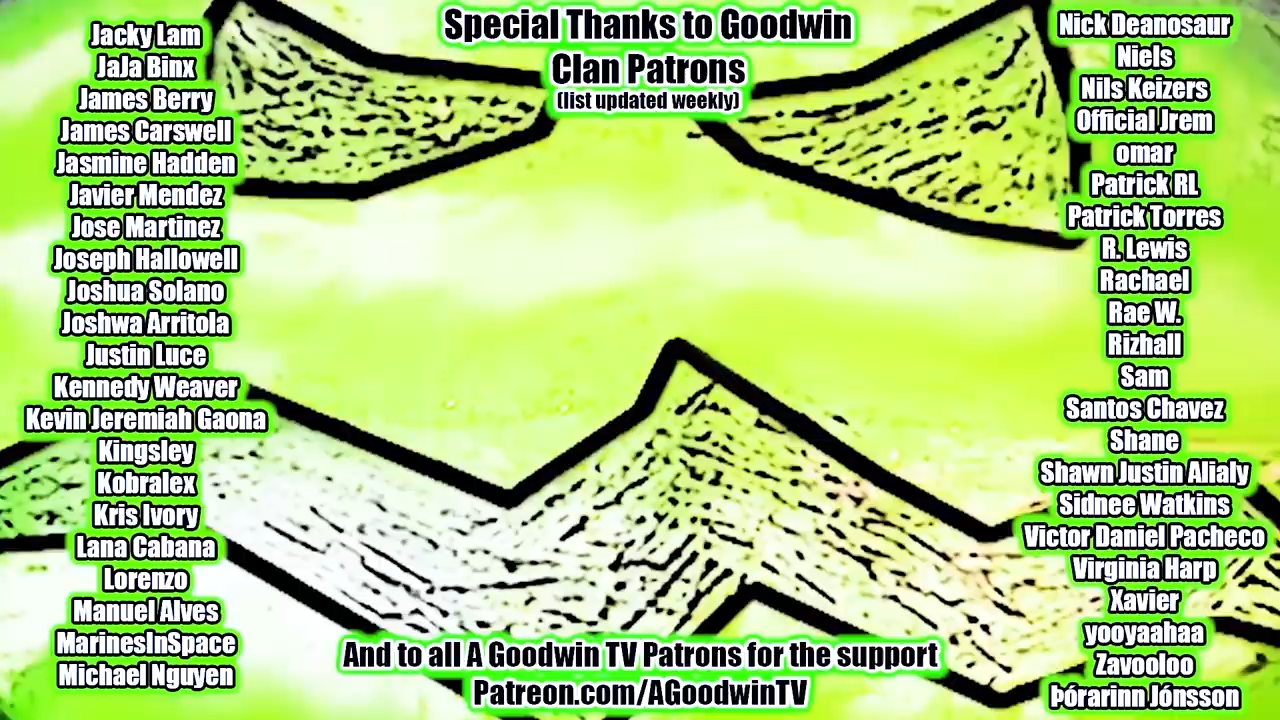 Special Thanks to Goodwin
Clan Patrons
(list updated weekly)
Jacky Lam
JaJa Binx
James Berry
James Carswell
Jasmine Hadden
Javier Mendez
Jose Martinez
Joseph Hallowell
Joshua Solano
Joshwa Arritola
Justin Luce
Kennedy Weaver
Kevin Jeremiah Gaona
Kingsley
Kobralex
Kris Ivory
Lana Cabana
Lorenzo
Manuel Alves
MarinesInSpace
Michael Nguyen
Nick Deanosaur
Niels
Nils Keizers
Official Jrem
omar
Patrick RL
Patrick Torres
R. Lewis
Rachael
Rae W.
Rizhall
Sam
Santos Chavez
Shane
Shawn Justin Alialy
Sidnee Watkins
Victor Daniel Pacheco
Virginia Harp
Xavier
yooyaahaa
Zavooloo
Þórarinn Jónsson
And to all A Goodwin TV Patrons for the support
Patreon.com/AGoodwinTV